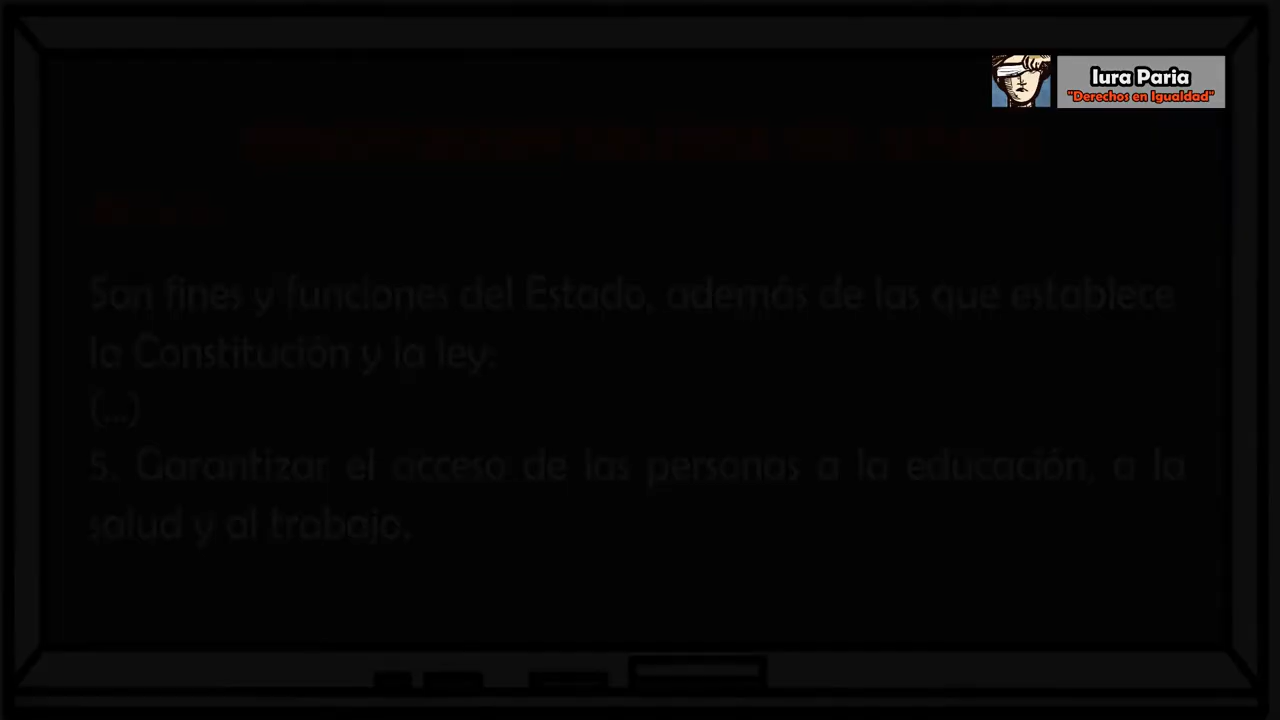 Iura Paria
"Derechos en Igualdad"
Son fines y funciones del Estado, además de las que establece
la Constitución y la ley:
(...)
5. Garantizar el acceso de las personas a la educación, a la
salud y al trabajo.